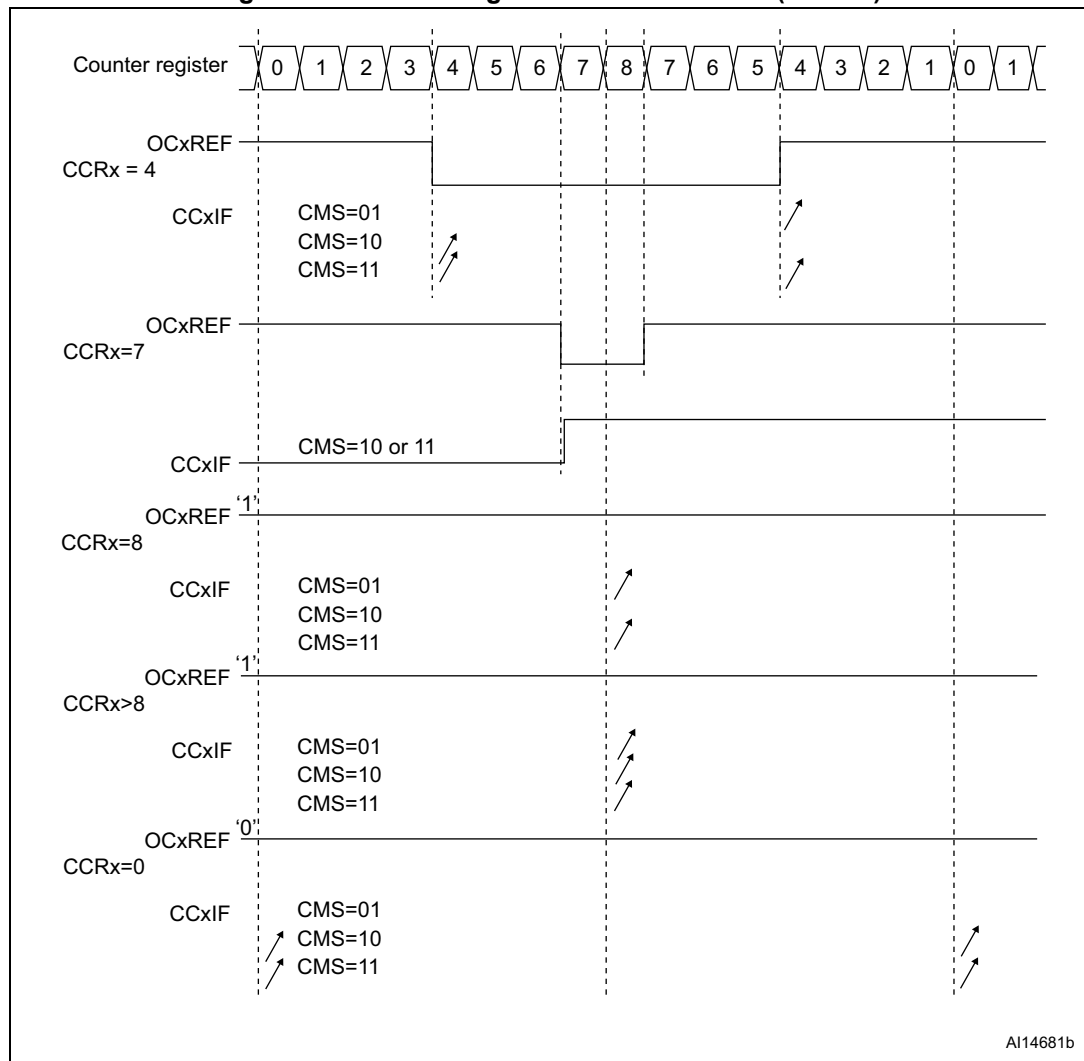 Counter register 0 1 2 3 4 5 6 7 8 7 6 5 4 3 2 1 0 1
OCxREF
CCRx = 4
CCxIF CMS=01
CMS=10
CMS=11
OCxREF
CCRx=7
CMS=10 or 11
CCxIF
OCxREF '1'
CCRx=8
CCxIF CMS=01
CMS=10
CMS=11
OCxREF '1'
CCRx>8
CCxIF CMS=01
CMS=10
CMS=11
OCxREF '0'
CCRx=0
CCxIF CMS=01
CMS=10
CMS=11
AI14681b